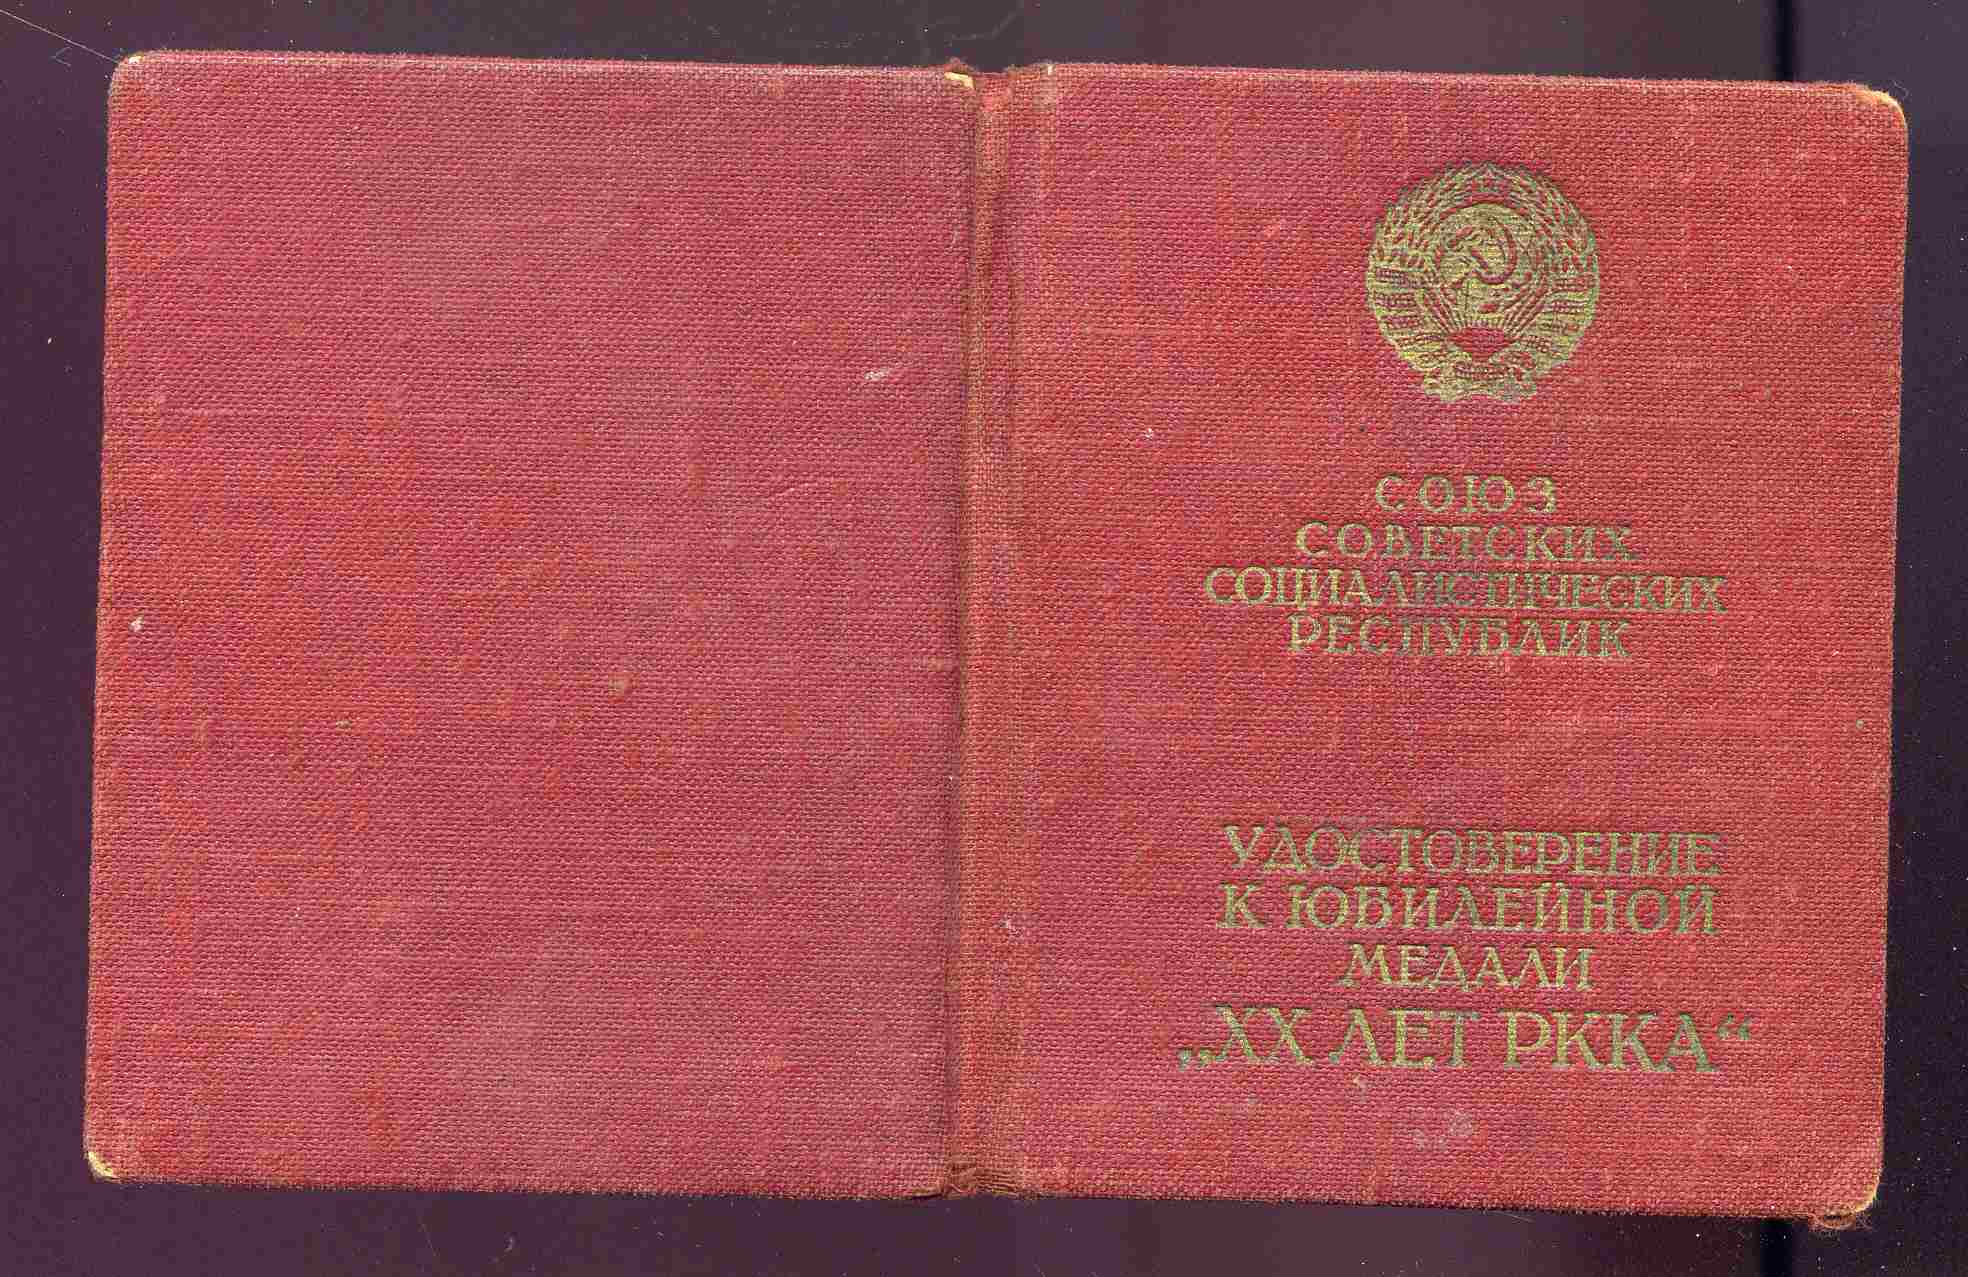 СОЮЗ
СОВЕТСКИХ
СОЦИАЛИСТИЧЕСКИХ
РЕСПУБЛИК
УДОСТОВЕРЕНИЕ
К ЮБИЛЕЙНОЙ
МЕДАЛИ
„XX ЛЕТ РККА“